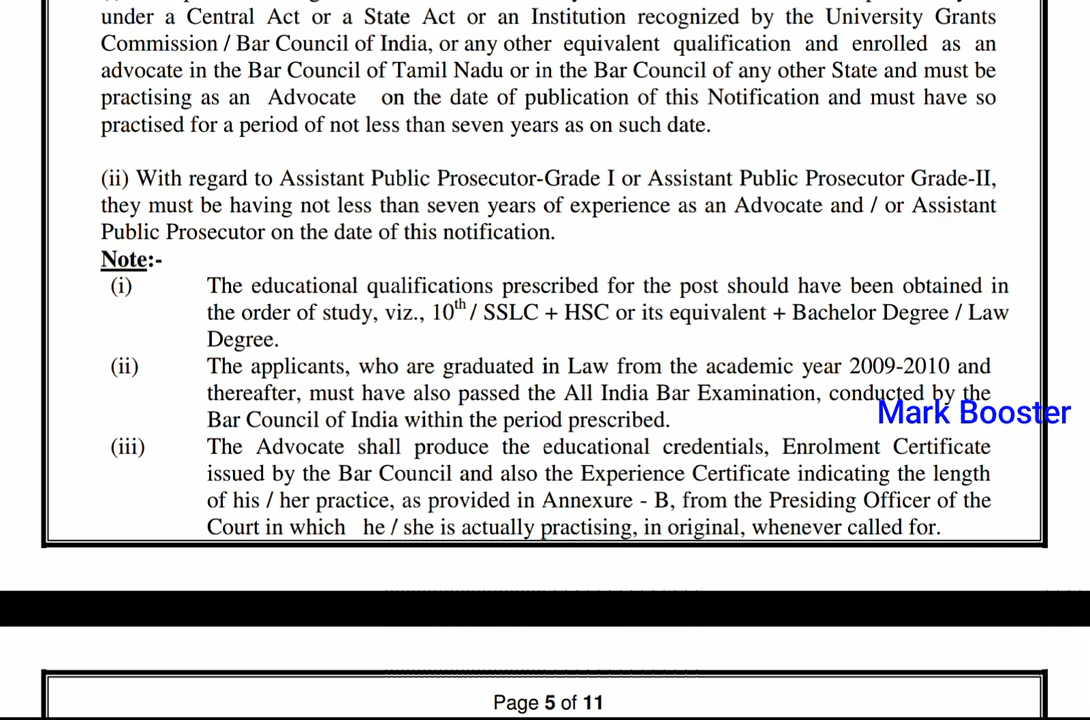 under a Central Act or a State Act or an Institution recognized by the University Grants
Commission / Bar Council of India, or any other equivalent qualification and enrolled as an
advocate in the Bar Council of Tamil Nadu or in the Bar Council of any other State and must be
practising as an Advocate on the date of publication of this Notification and must have so
practised for a period of not less than seven years as on such date.
(ii) With regard to Assistant Public Prosecutor-Grade I or Assistant Public Prosecutor Grade-II,
they must be having not less than seven years of experience as an Advocate and / or Assistant
Public Prosecutor on the date of this notification.
Note:-
(i) The educational qualifications prescribed for the post should have been obtained in
the order of study, viz., 10th / SSLC + HSC or its equivalent + Bachelor Degree / Law
Degree.
(ii) The applicants, who are graduated in Law from the academic year 2009-2010 and
thereafter, must have also passed the All India Bar Examination, conducted by the
Mark Booster
Bar Council of India within the period prescribed.
(iii) The Advocate shall produce the educational credentials, Enrolment Certificate
issued by the Bar Council and also the Experience Certificate indicating the length
of his / her practice, as provided in Annexure - B, from the Presiding Officer of the
Court in which he / she is actually practising, in original, whenever called for.
Page 5 of 11